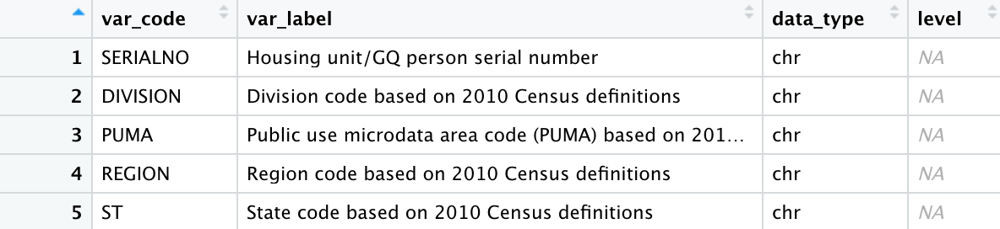 var_code var_label data_type level
1 SERIALNO Housing unit/GQ person serial number chr NA
2 DIVISION Division code based on 2010 Census definitions chr NA
3 PUMA Public use microdata area code (PUMA) based on 201… chr NA
4 REGION Region code based on 2010 Census definitions chr NA
5 ST State code based on 2010 Census definitions chr NA